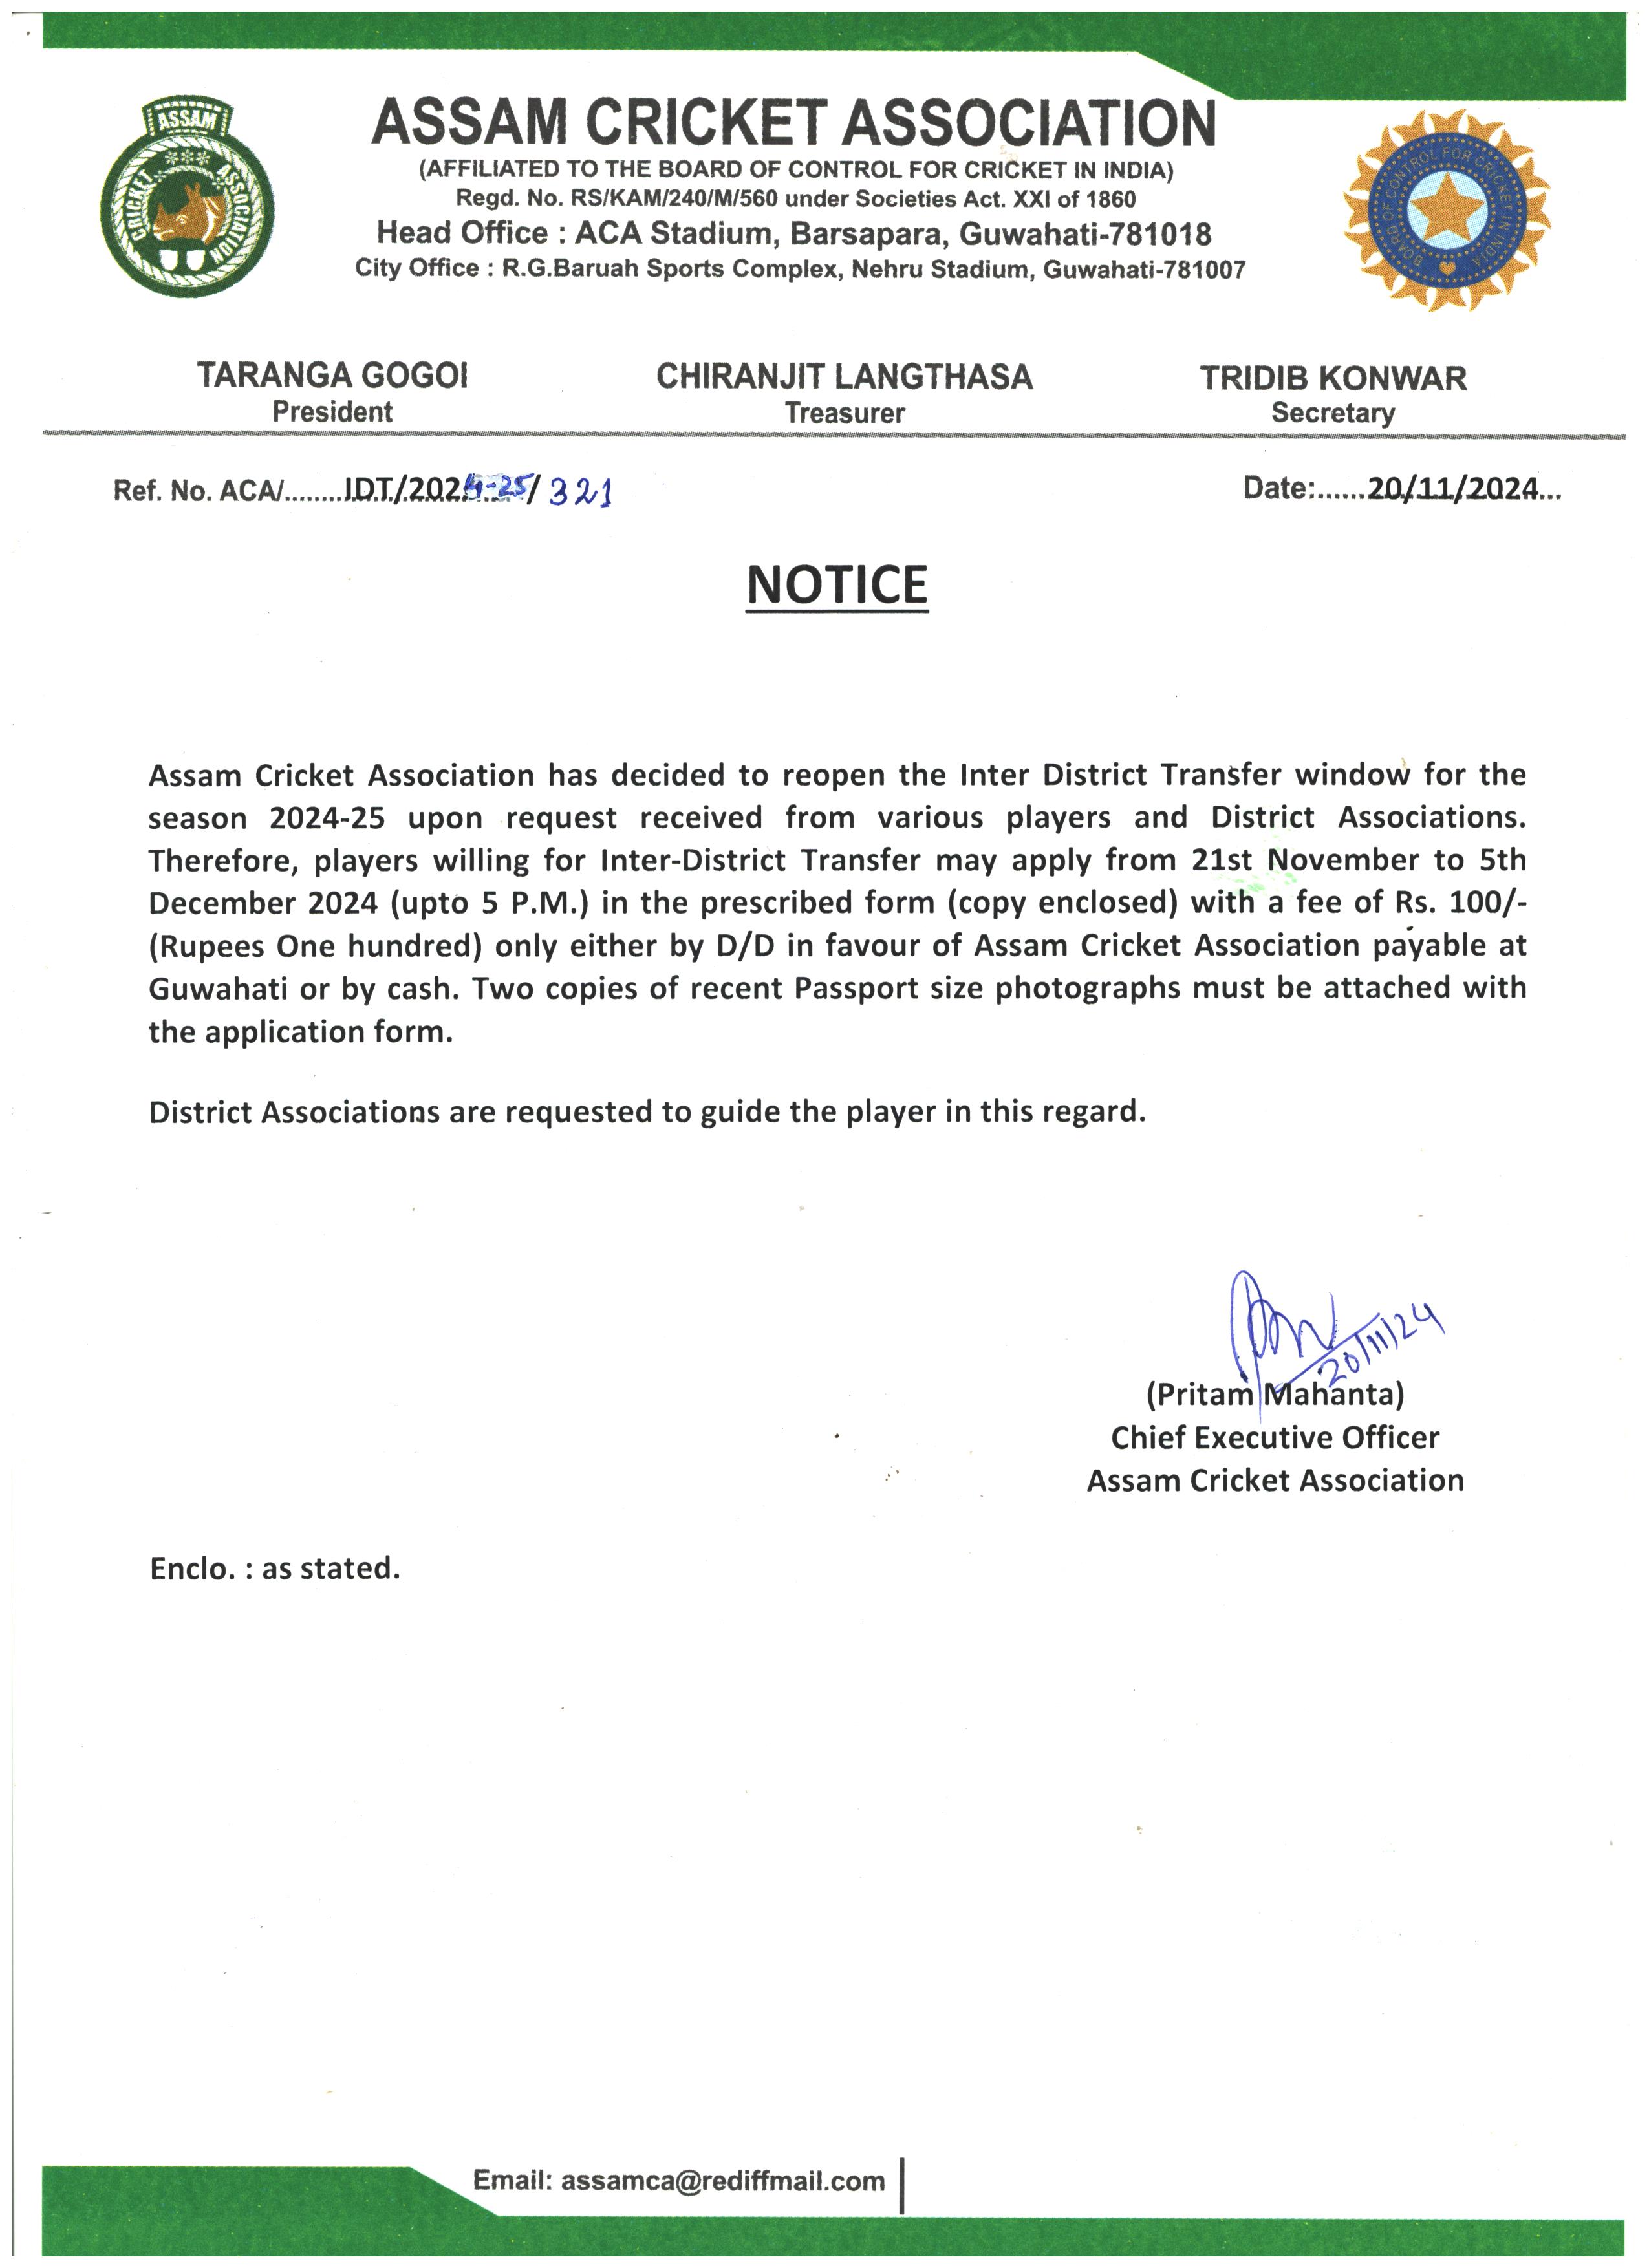 ASSAM
CRICKET ASSOCIATION
ASSAM CRICKET ASSOCIATION
(AFFILIATED TO THE BOARD OF CONTROL FOR CRICKET IN INDIA)
Regd. No. RS/KAM/240/M/560 under Societies Act. XXI of 1860
Head Office : ACA Stadium, Barsapara, Guwahati-781018
City Office : R.G.Baruah Sports Complex, Nehru Stadium, Guwahati-781007
BOARD OF CONTROL FOR CRICKET IN INDIA
TARANGA GOGOI CHIRANJIT LANGTHASA TRIDIB KONWAR
President Treasurer Secretary
Ref. No. ACA/........IDT/2024-25/321 Date:......20/11/2024...
NOTICE
Assam Cricket Association has decided to reopen the Inter District Transfer window for the
season 2024-25 upon request received from various players and District Associations.
Therefore, players willing for Inter-District Transfer may apply from 21st November to 5th
December 2024 (upto 5 P.M.) in the prescribed form (copy enclosed) with a fee of Rs. 100/-
(Rupees One hundred) only either by D/D in favour of Assam Cricket Association payable at
Guwahati or by cash. Two copies of recent Passport size photographs must be attached with
the application form.
District Associations are requested to guide the player in this regard.
20/11/24
(Pritam Mahanta)
Chief Executive Officer
Assam Cricket Association
Enclo. : as stated.
Email: assamca@rediffmail.com